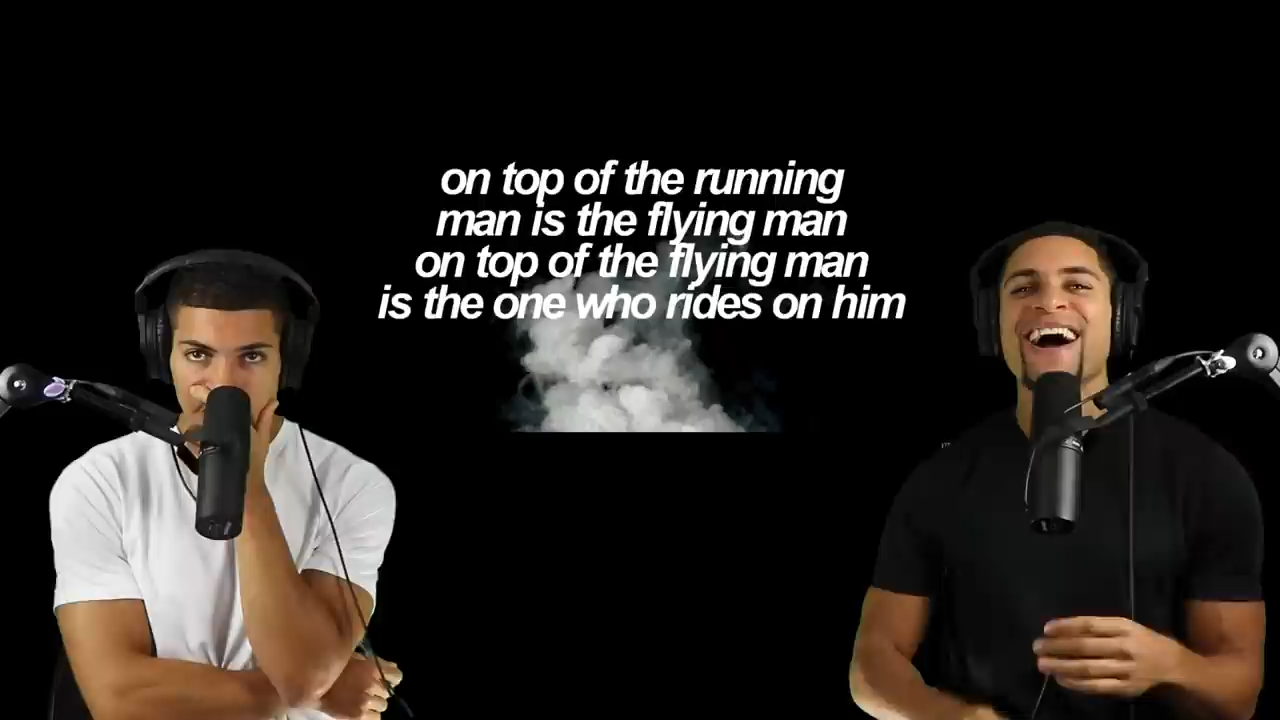 on top of the running
man is the flying man
on top of the flying man
is the one who rides on him